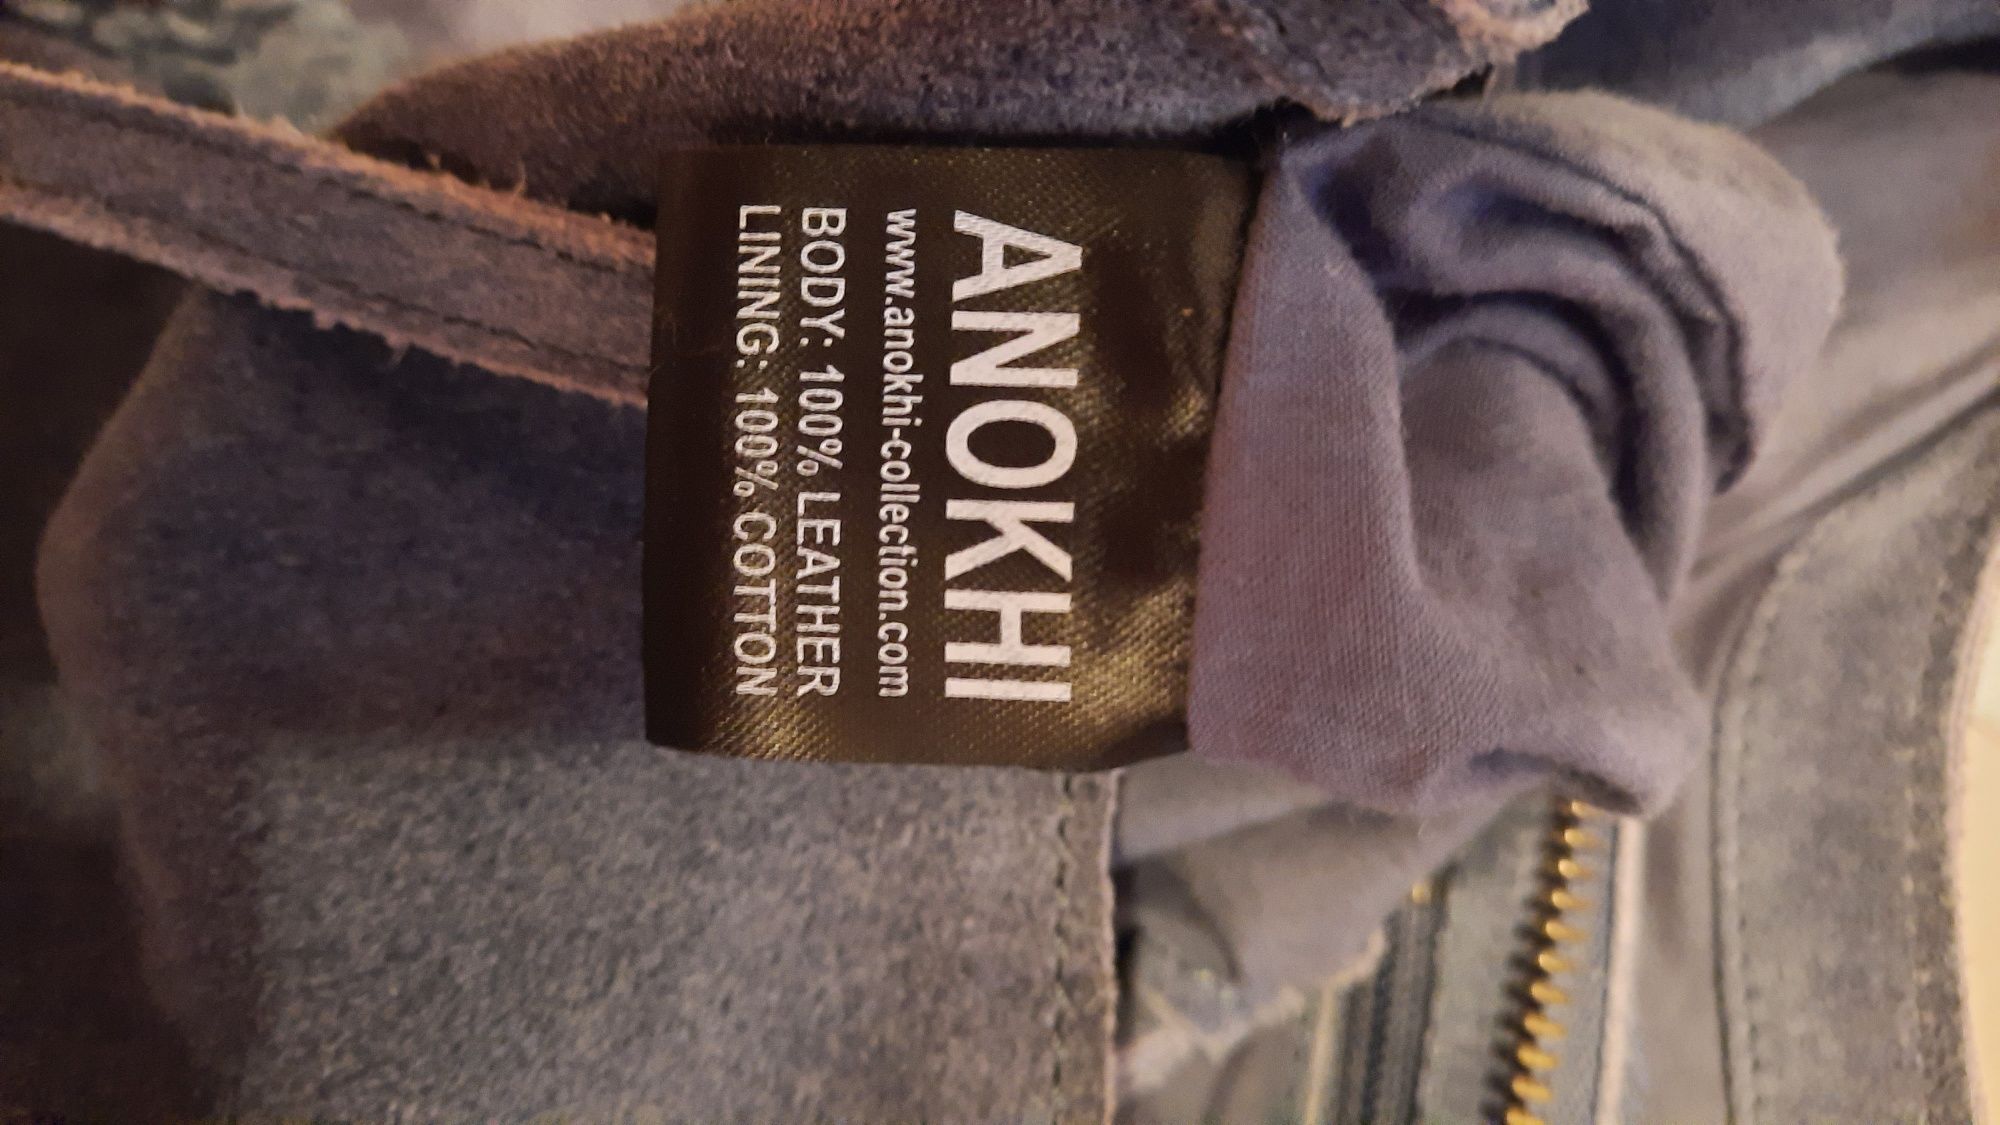 ANOKHI
www.anokhi-collection.com
BODY: 100% LEATHER
LINING: 100% COTTON